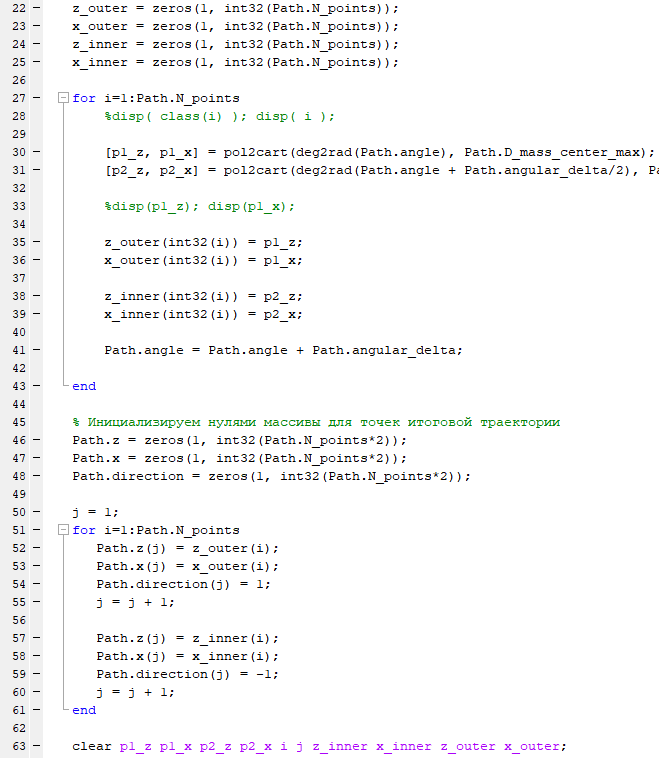 22 – z_outer = zeros(1, int32(Path.N_points));
23 – x_outer = zeros(1, int32(Path.N_points));
24 – z_inner = zeros(1, int32(Path.N_points));
25 – x_inner = zeros(1, int32(Path.N_points));
26
27 – for i=1:Path.N_points
28 %disp( class(i) ); disp( i );
29
30 – [p1_z, p1_x] = pol2cart(deg2rad(Path.angle), Path.D_mass_center_max);
31 – [p2_z, p2_x] = pol2cart(deg2rad(Path.angle + Path.angular_delta/2), Pa
32
33 %disp(p1_z); disp(p1_x);
34
35 – z_outer(int32(i)) = p1_z;
36 – x_outer(int32(i)) = p1_x;
37
38 – z_inner(int32(i)) = p2_z;
39 – x_inner(int32(i)) = p2_x;
40
41 – Path.angle = Path.angle + Path.angular_delta;
42
43 – end
44
45 % Инициализируем нулями массивы для точек итоговой траектории
46 – Path.z = zeros(1, int32(Path.N_points*2));
47 – Path.x = zeros(1, int32(Path.N_points*2));
48 – Path.direction = zeros(1, int32(Path.N_points*2));
49
50 – j = 1;
51 – for i=1:Path.N_points
52 – Path.z(j) = z_outer(i);
53 – Path.x(j) = x_outer(i);
54 – Path.direction(j) = 1;
55 – j = j + 1;
56
57 – Path.z(j) = z_inner(i);
58 – Path.x(j) = x_inner(i);
59 – Path.direction(j) = -1;
60 – j = j + 1;
61 – end
62
63 – clear p1_z p1_x p2_z p2_x i j z_inner x_inner z_outer x_outer;